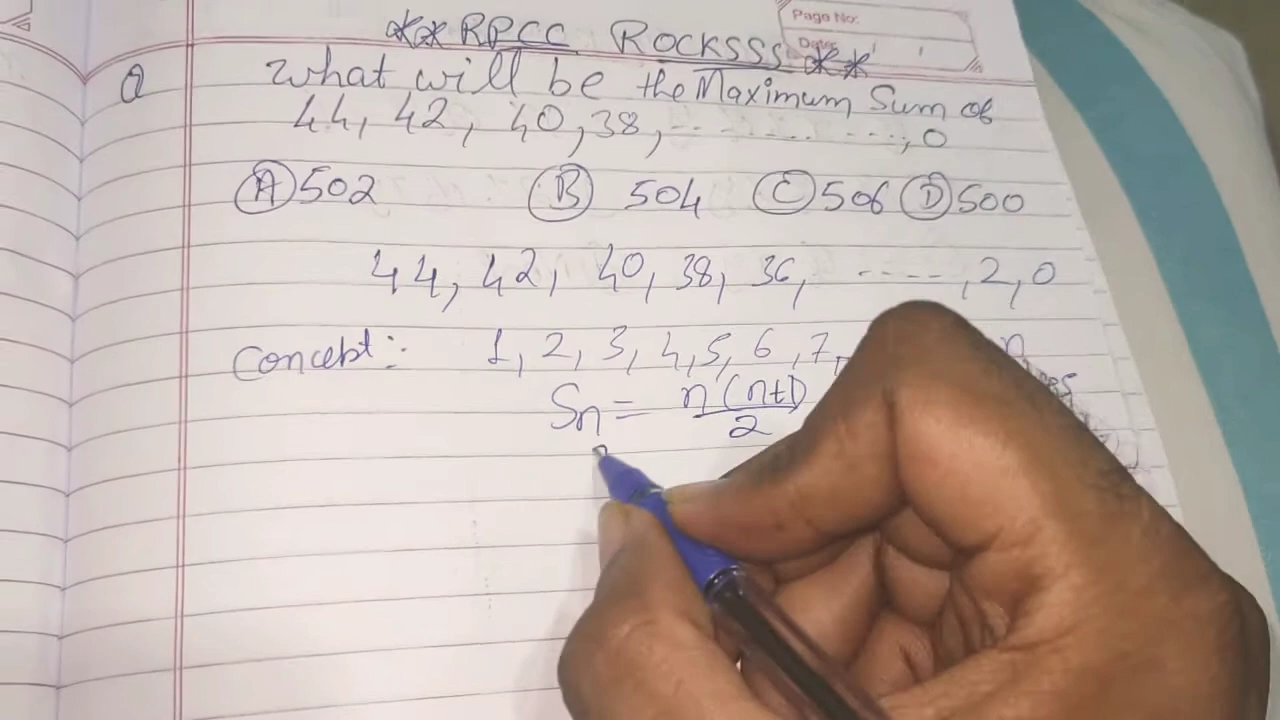 Page No:
Date:
** RPCC ROCKSSS **
Q What will be the Maximum Sum of
44, 42, 40, 38, ............, 0
(A) 502 (B) 504 (C) 506 (D) 500
44, 42, 40, 38, 36, ....., 2, 0
Concept:- 1, 2, 3, 4, 5, 6, 7, n
Sn = n(n+1)/2